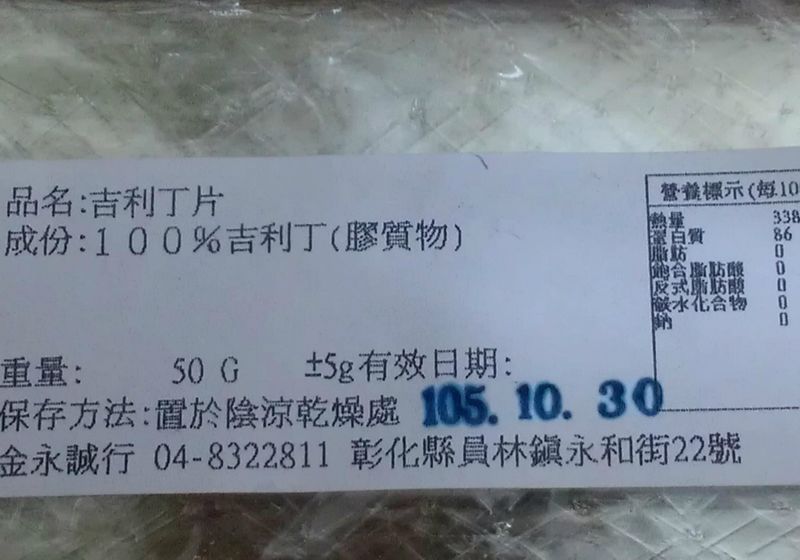 品名:吉利丁片
成份:100%吉利丁(膠質物)
重量: 50 G ±5g有效日期:
保存方法:置於陰涼乾燥處 105.10.30
金永誠行 04-8322811 彰化縣員林鎮永和街22號
營養標示(每10
熱量 338
蛋白質 86
脂肪 0
飽合脂肪酸 0
反式脂肪酸 0
碳水化合物 0
鈉 0